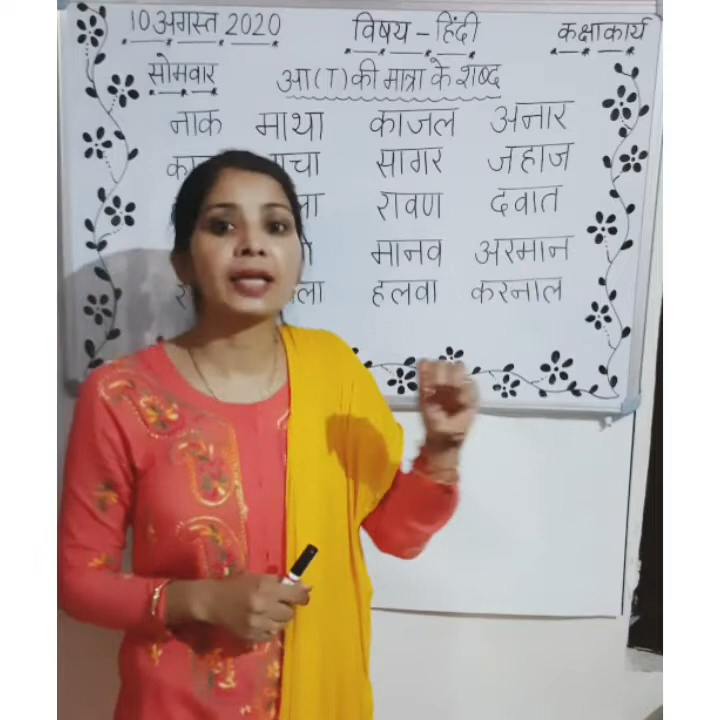 10 अगस्त 2020 विषय - हिंदी कक्षाकार्य
सोमवार आ (ा) की मात्रा के शब्द
नाक माथा काजल अनार
सागर जहाज
रावण दवात
मानव अरमान
हलवा करनाल